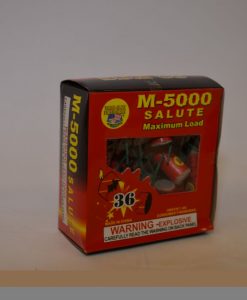 M-5000
SALUTE
Maximum Load
M-5000
SALUTE
36
WARNING -EXPLOSIVE
CAREFULLY READ THE WARNING ON BACK PANEL